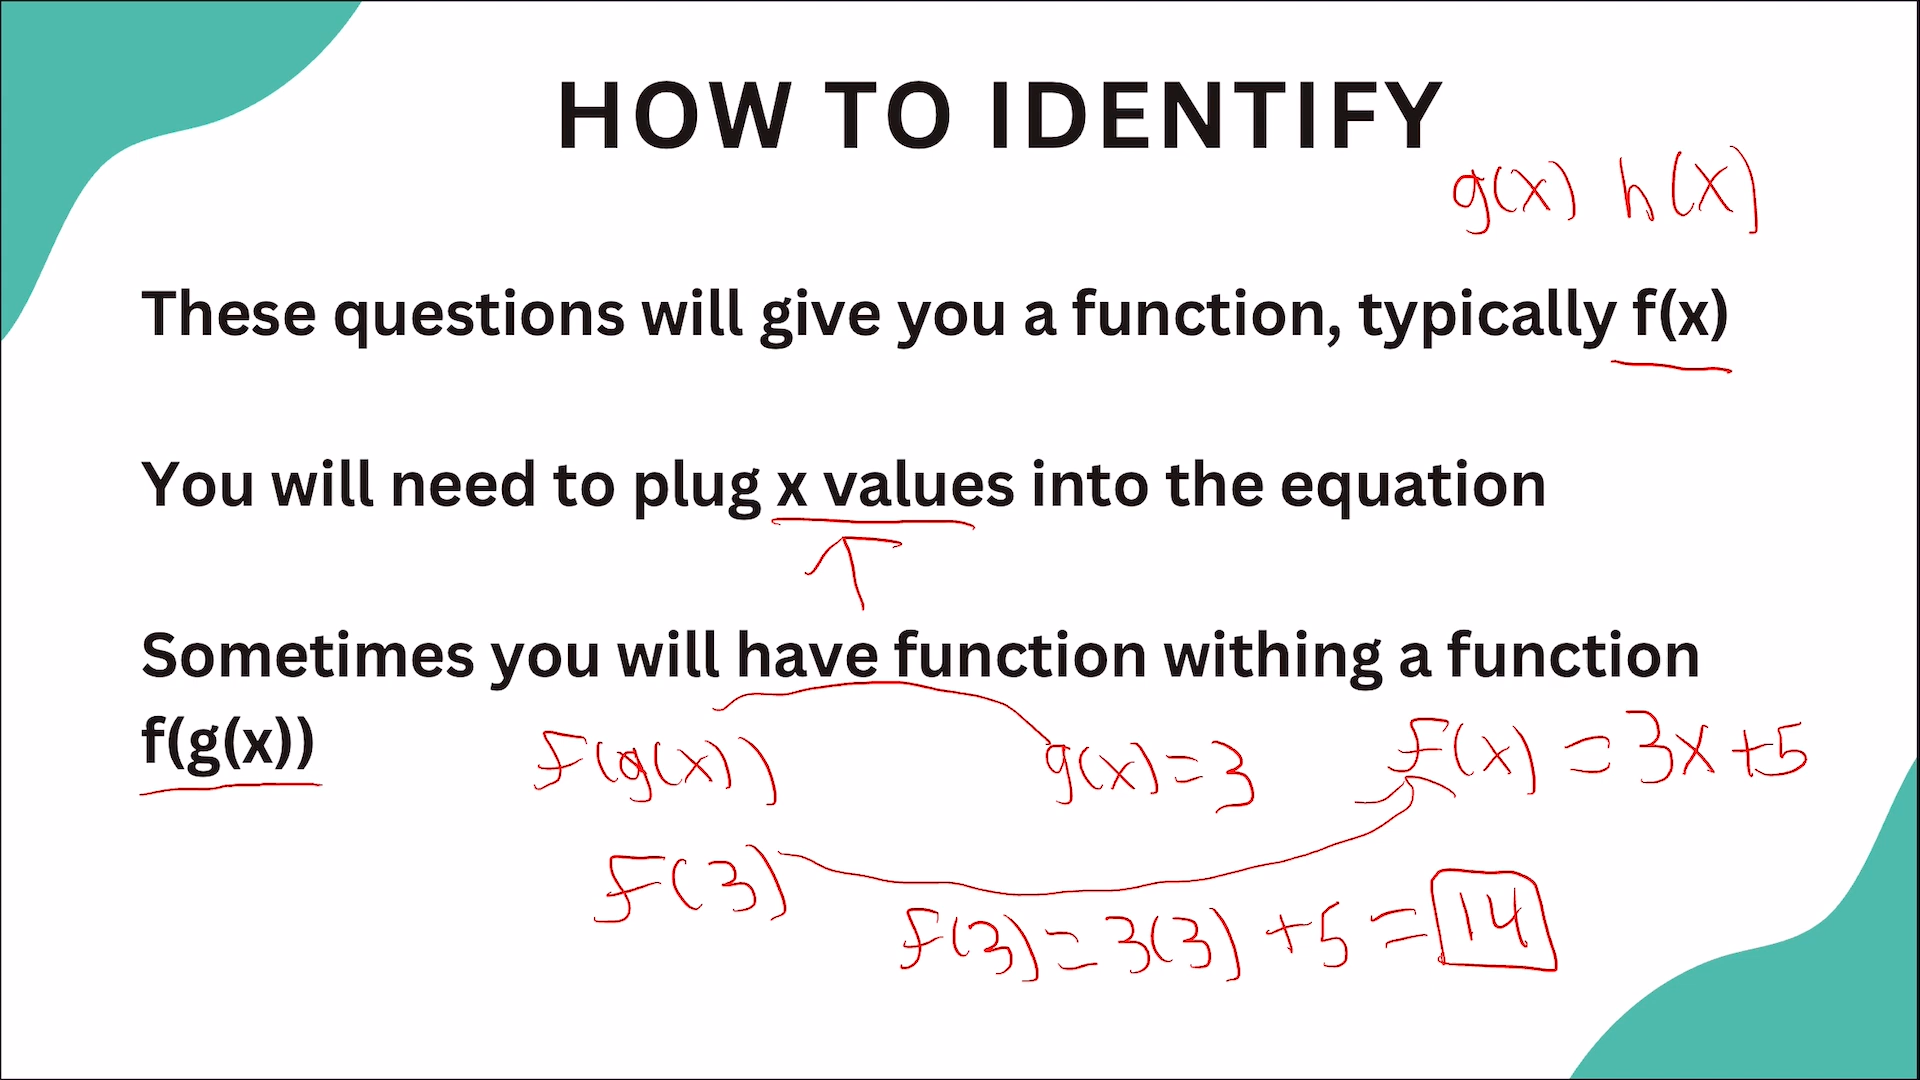 HOW TO IDENTIFY
g(x) h(x)
These questions will give you a function, typically f(x)
You will need to plug x values into the equation
Sometimes you will have function withing a function
f(g(x))
f(g(x)) g(x)=3 f(x)=3x+5
f(3)
f(3)=3(3)+5=14